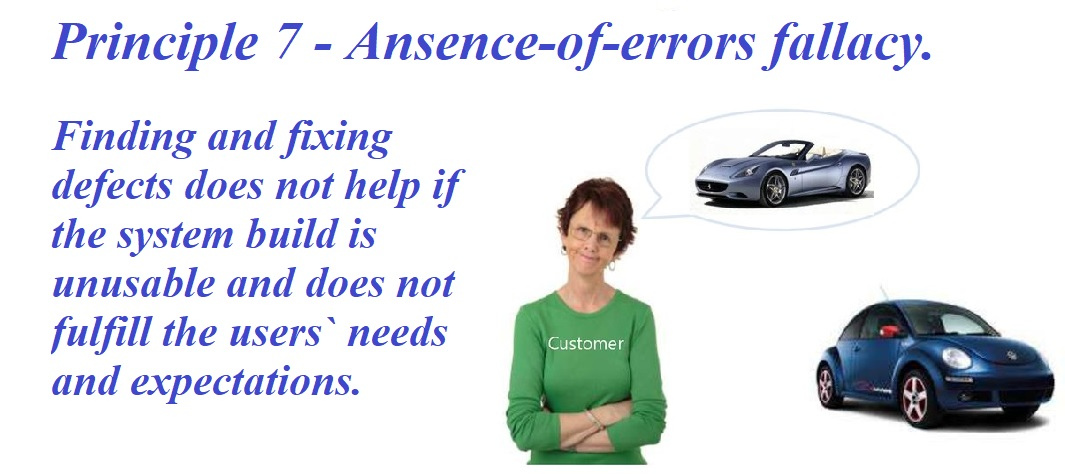 Principle 7 - Ansence-of-errors fallacy.
Finding and fixing
defects does not help if
the system build is
unusable and does not
fulfill the users` needs
and expectations.
Customer